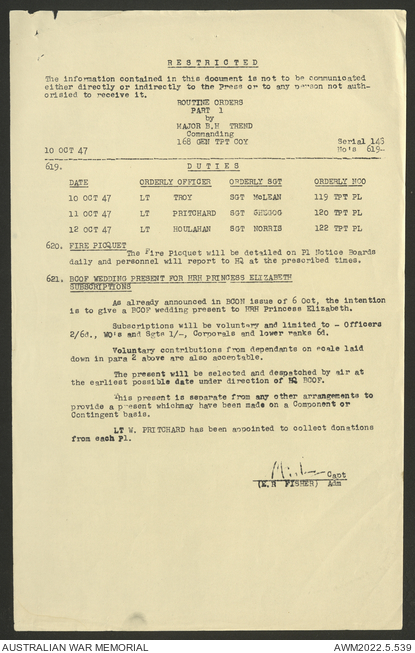 RESTRICTED
The information contained in this document is not to be communicated
either directly or indirectly to the Press or to any person not auth-
orisied to receive it.
ROUTINE ORDERS
PART 1
by
MAJOR B.H TREND
Commanding
168 GEN TPT COY
Serial 145
10 OCT 47 No's 619-
619. DUTIES
DATE ORDERLY OFFICER ORDERLY SGT ORDERLY NCO
10 OCT 47 LT TROY SGT McLEAN 119 TPT PL
11 OCT 47 LT PRITCHARD SGT 120 TPT PL
12 OCT 47 LT HOULAHAN SGT NORRIS 122 TPT PL
620. FIRE PICQUET
The Fire Picquet will be detailed on Pl Notice Boards
daily and personnel will report to HQ at the prescribed times.
621. BCOF WEDDING PRESENT FOR HRH PRINCESS ELIZABETH
SUBSCRIPTIONS
As already announced in BCON issue of 6 Oct, the intention
is to give a BCOF wedding present to HRH Princess Elizabeth.
Subscriptions will be voluntary and limited to - Officers
2/6d., WO's and Sgts 1/-, Corporals and lower ranks 6d.
Voluntary contributions from dependants on scale laid
down in para 2 above are also acceptable.
The present will be selected and despatched by air at
the earliest possible date under direction of HQ BCOF.
This present is separate from any other arrangements to
provide a present whichmay have been made on a Component or
Contingent basis.
LT W. PRITCHARD has been appointed to collect donations
from each Pl.
Capt
(E.R FISHER) Adm
AUSTRALIAN WAR MEMORIAL AWM2022.5.539